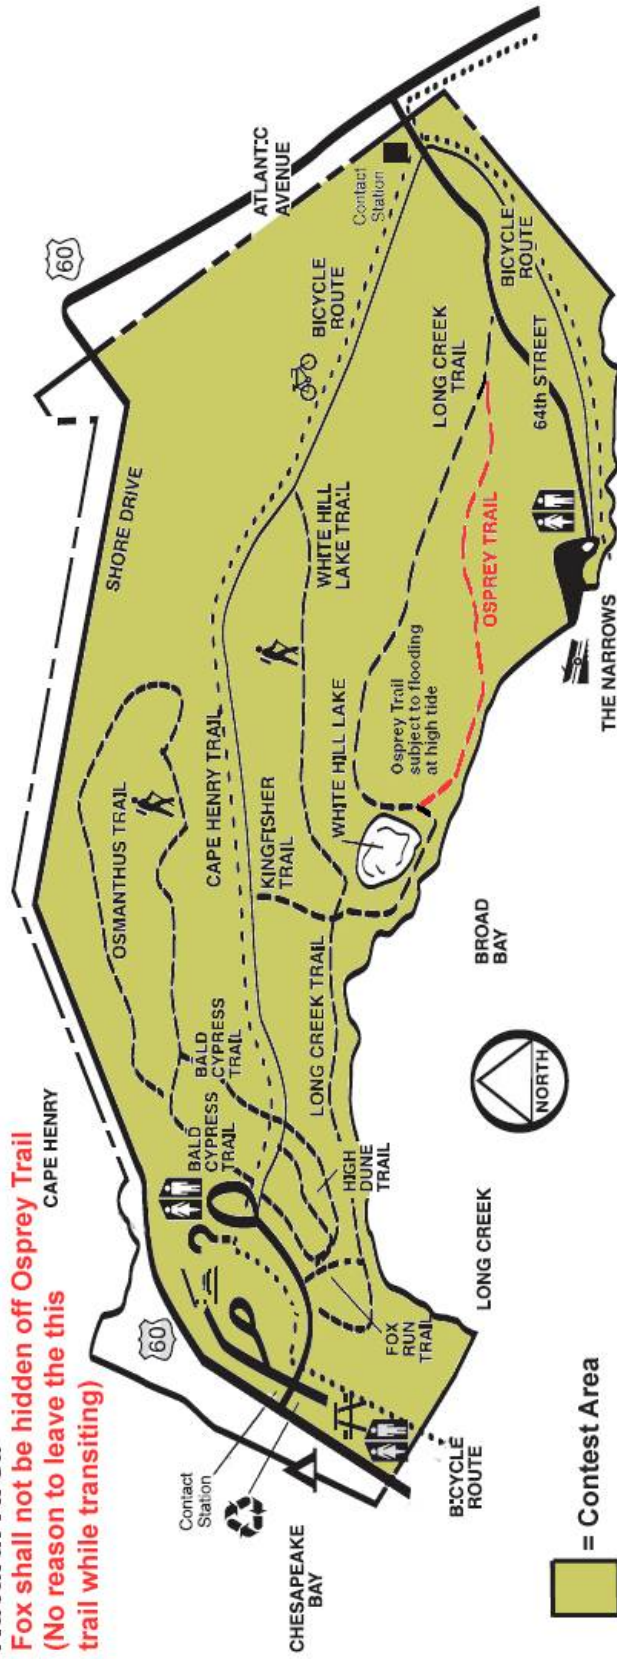 Fox shall not be hidden off Osprey Trail
(No reason to leave the this
trail while transiting)
CAPE HENRY
60
60
ATLANTIC
AVENUE
SHORE DRIVE
Contact
Station
BICYCLE
ROUTE
OSMANTHUS TRAIL
CAPE HENRY TRAIL
BALD
CYPRESS
TRAIL
BALD
CYPRESS
TRAIL
KINGFISHER
TRAIL
WHITE HILL
LAKE TRAIL
WHITE HILL LAKE
LONG CREEK
TRAIL
BICYCLE
ROUTE
Osprey Trail
subject to flooding
at high tide
OSPREY TRAIL
64th STREET
LONG CREEK TRAIL
HIGH
DUNE
TRAIL
FOX
RUN
TRAIL
Contact
Station
CHESAPEAKE
BAY
BICYCLE
ROUTE
LONG CREEK
NORTH
BROAD
BAY
THE NARROWS
= Contest Area